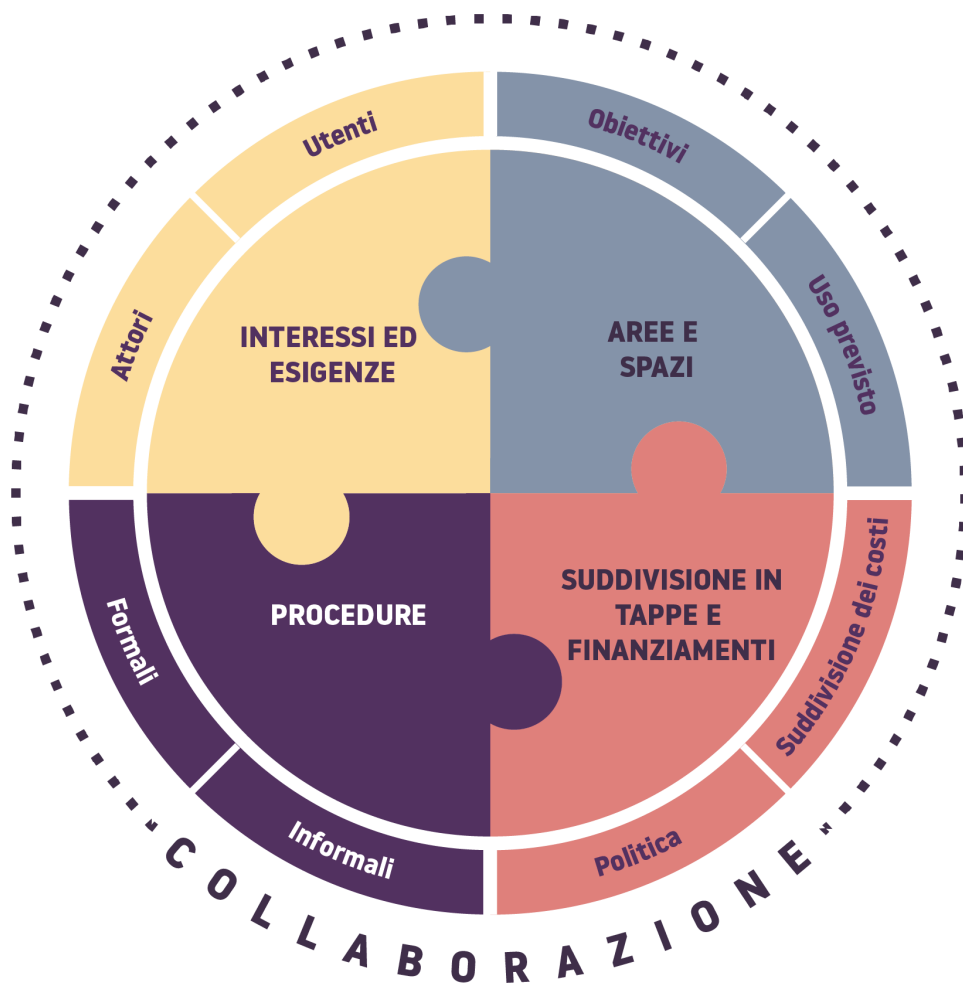 Utenti
Obiettivi
Attori
Uso previsto
INTERESSI ED
ESIGENZE
AREE E
SPAZI
PROCEDURE
SUDDIVISIONE IN
TAPPE E
FINANZIAMENTI
Formali
Suddivisione dei costi
Informali
Politica
COLLABORAZIONE